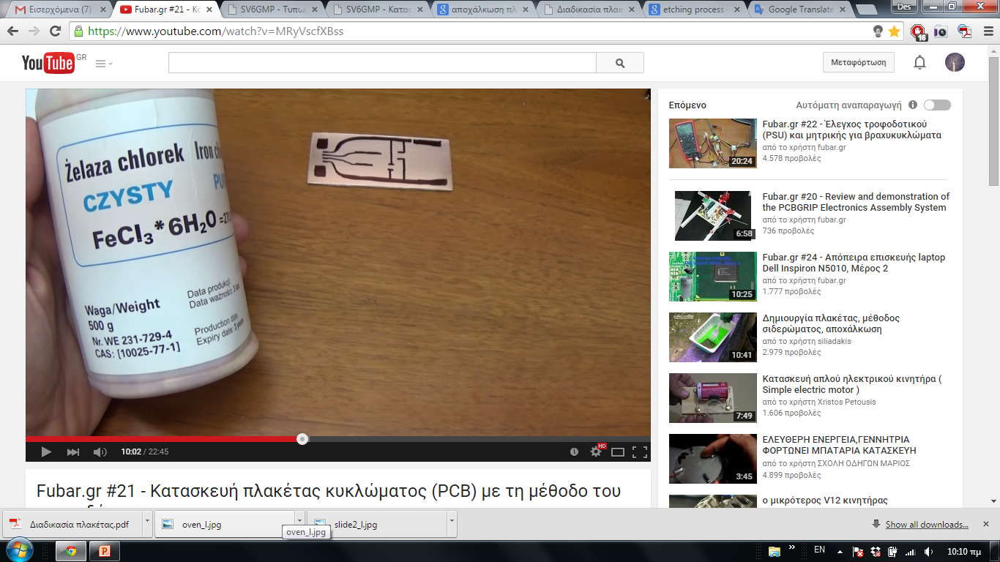 Εισερχόμενα (7)
Fubar.gr #21 - Κα
SV6GMP - Τυπω
SV6GMP - Κατασ
αποχάλκωση πλ
Διαδικασία πλακ
etching process
Google Translate
Des
https://www.youtube.com/watch?v=MRyVscfXBss
16
YouTube GR
Μεταφόρτωση
Żelaza chlorek
Iron ch
CZYSTY
PU
FeCl₃*6H₂O=27
Waga/Weight
500 g
Nr. WE 231-729-4
CAS: [10025-77-1]
Data produkcji
Data ważności: 3
Production date
Expiry date: 3 years
10:02 / 22:45
HD
Fubar.gr #21 - Κατασκευή πλακέτας κυκλώματος (PCB) με τη μέθοδο του
Επόμενο
Αυτόματη αναπαραγωγή
Fubar.gr #22 - Έλεγχος τροφοδοτικού
(PSU) και μητρικής για βραχυκυκλώματα
από το χρήστη fubar.gr
4.578 προβολές
20:24
Fubar.gr #20 - Review and demonstration of
the PCBGRIP Electronics Assembly System
από το χρήστη fubar.gr
736 προβολές
6:58
Fubar.gr #24 - Απόπειρα επισκευής laptop
Dell Inspiron N5010, Μέρος 2
από το χρήστη fubar.gr
1.777 προβολές
10:25
Δημιουργία πλακέτας, μέθοδος
σιδερώματος, αποχάλκωση
από το χρήστη siliadakis
2.979 προβολές
10:41
Κατασκευή απλού ηλεκτρικού κινητήρα (
Simple electric motor )
από το χρήστη Xristos Petousis
1.606 προβολές
7:49
ΕΛΕΥΘΕΡΗ ΕΝΕΡΓΕΙΑ,ΓΕΝΝΗΤΡΙΑ
ΦΟΡΤΩΝΕΙ ΜΠΑΤΑΡΙΑ ΚΑΤΑΣΚΕΥΗ
από το χρήστη ΣΧΟΛΗ ΟΔΗΓΩΝ ΜΑΡΙΟΣ
4.899 προβολές
3:45
ο μικρότερος V12 κινητήρας
Διαδικασία πλακέτας.pdf
oven_l.jpg
slide2_l.jpg
oven_l.jpg
Show all downloads...
EN
10:10 πμ